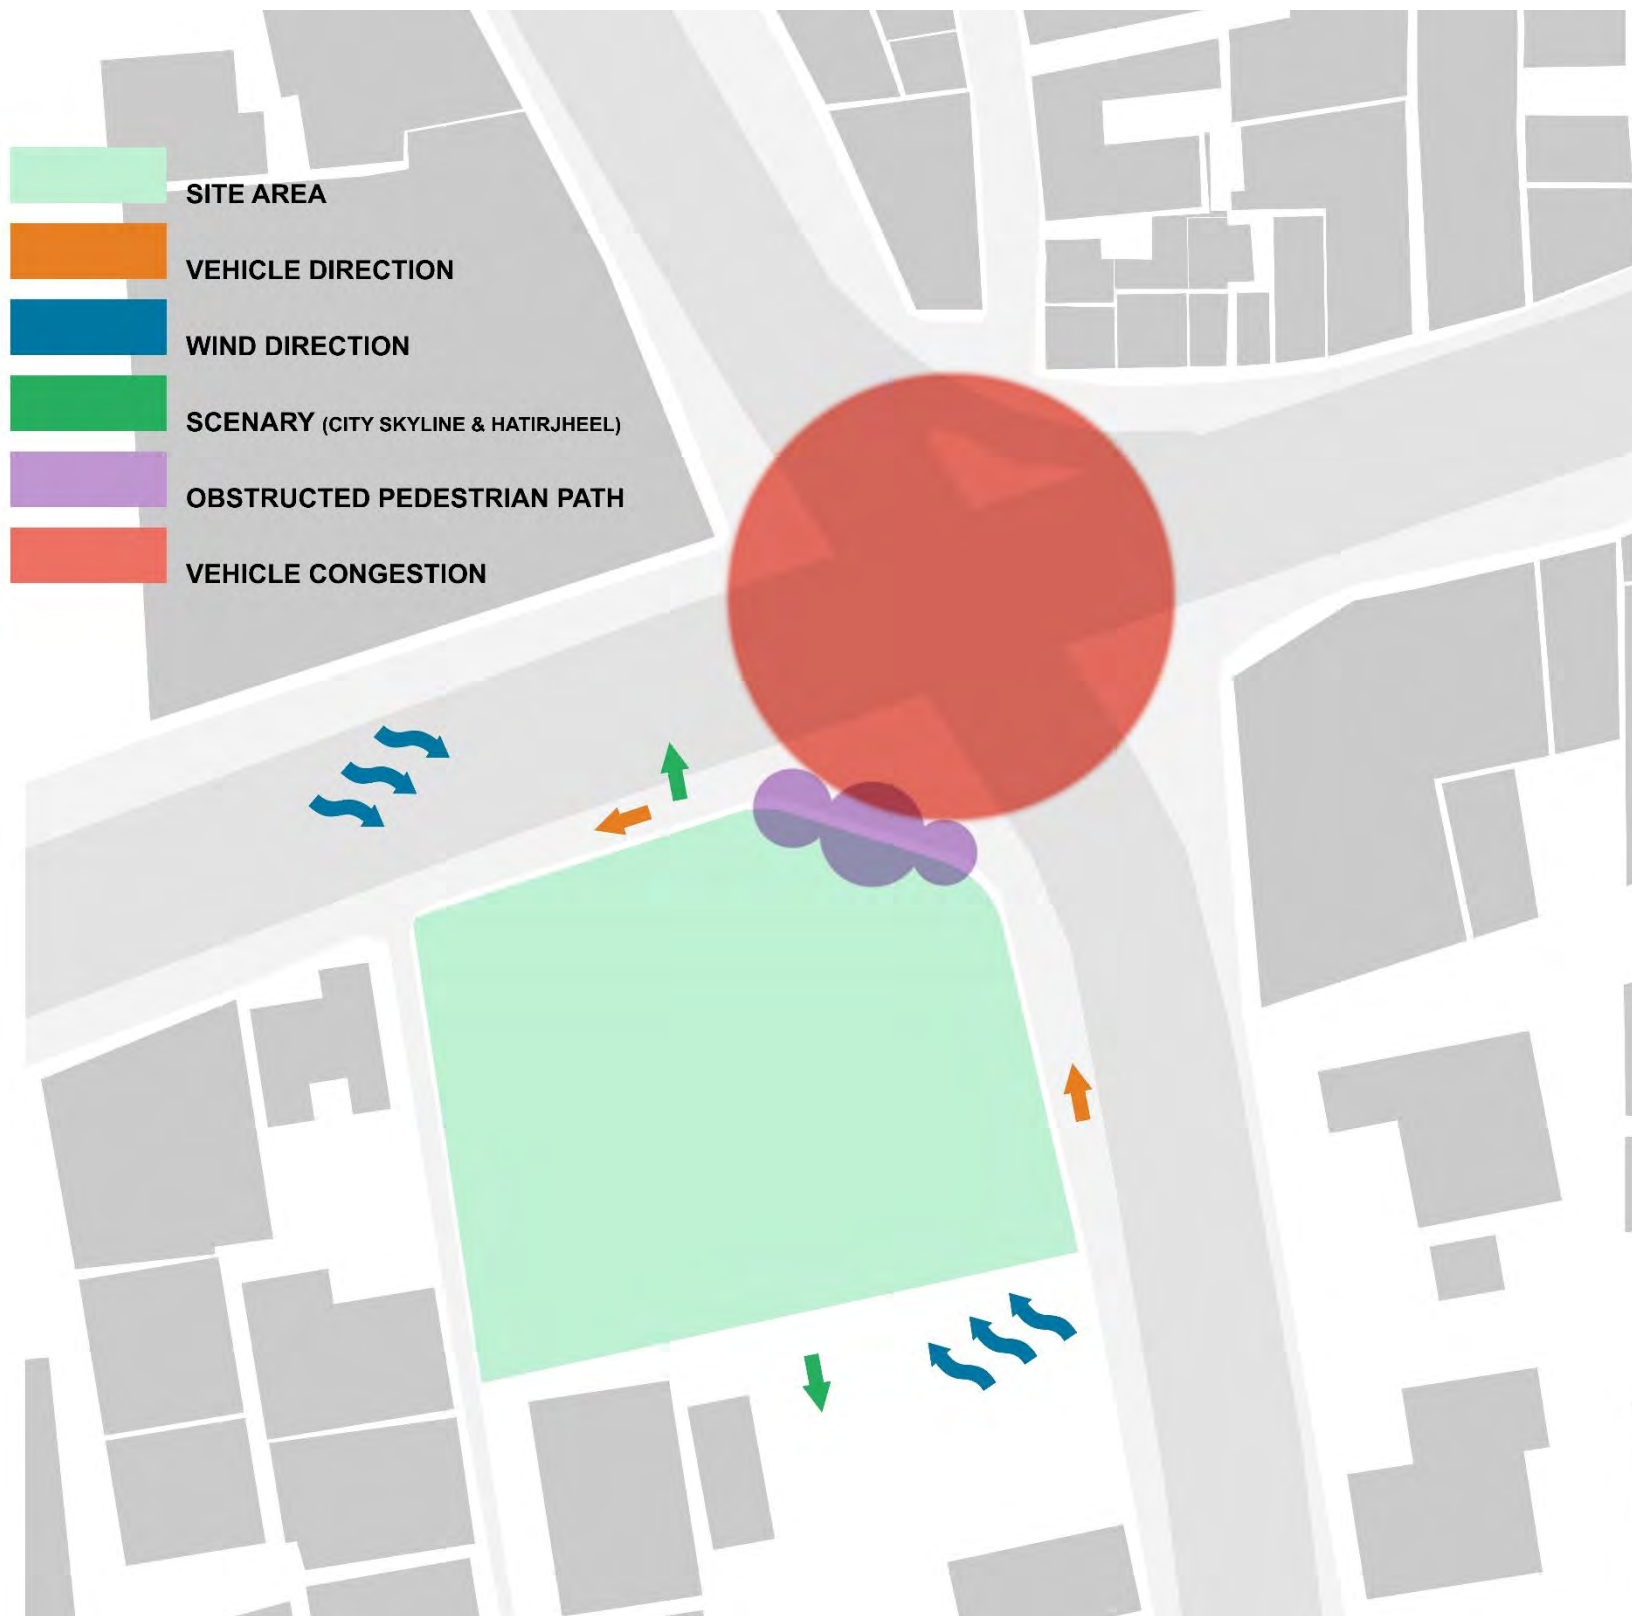 SITE AREA
VEHICLE DIRECTION
WIND DIRECTION
SCENARY (CITY SKYLINE & HATIRJHEEL)
OBSTRUCTED PEDESTRIAN PATH
VEHICLE CONGESTION